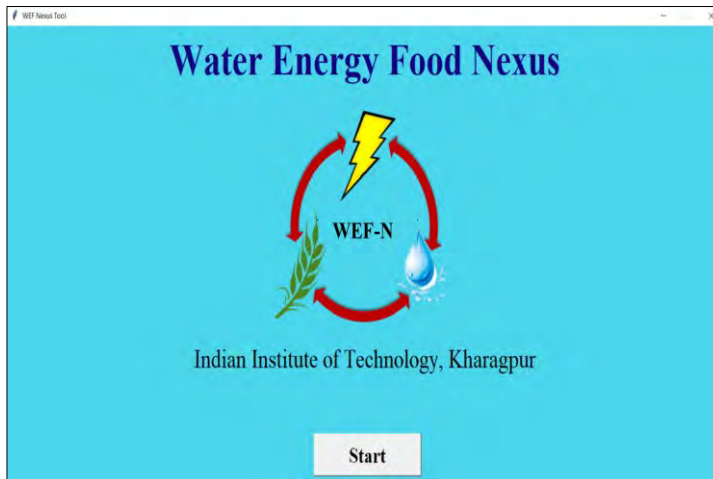 WEF Nexus Tool
Water Energy Food Nexus
WEF-N
Indian Institute of Technology, Kharagpur
Start